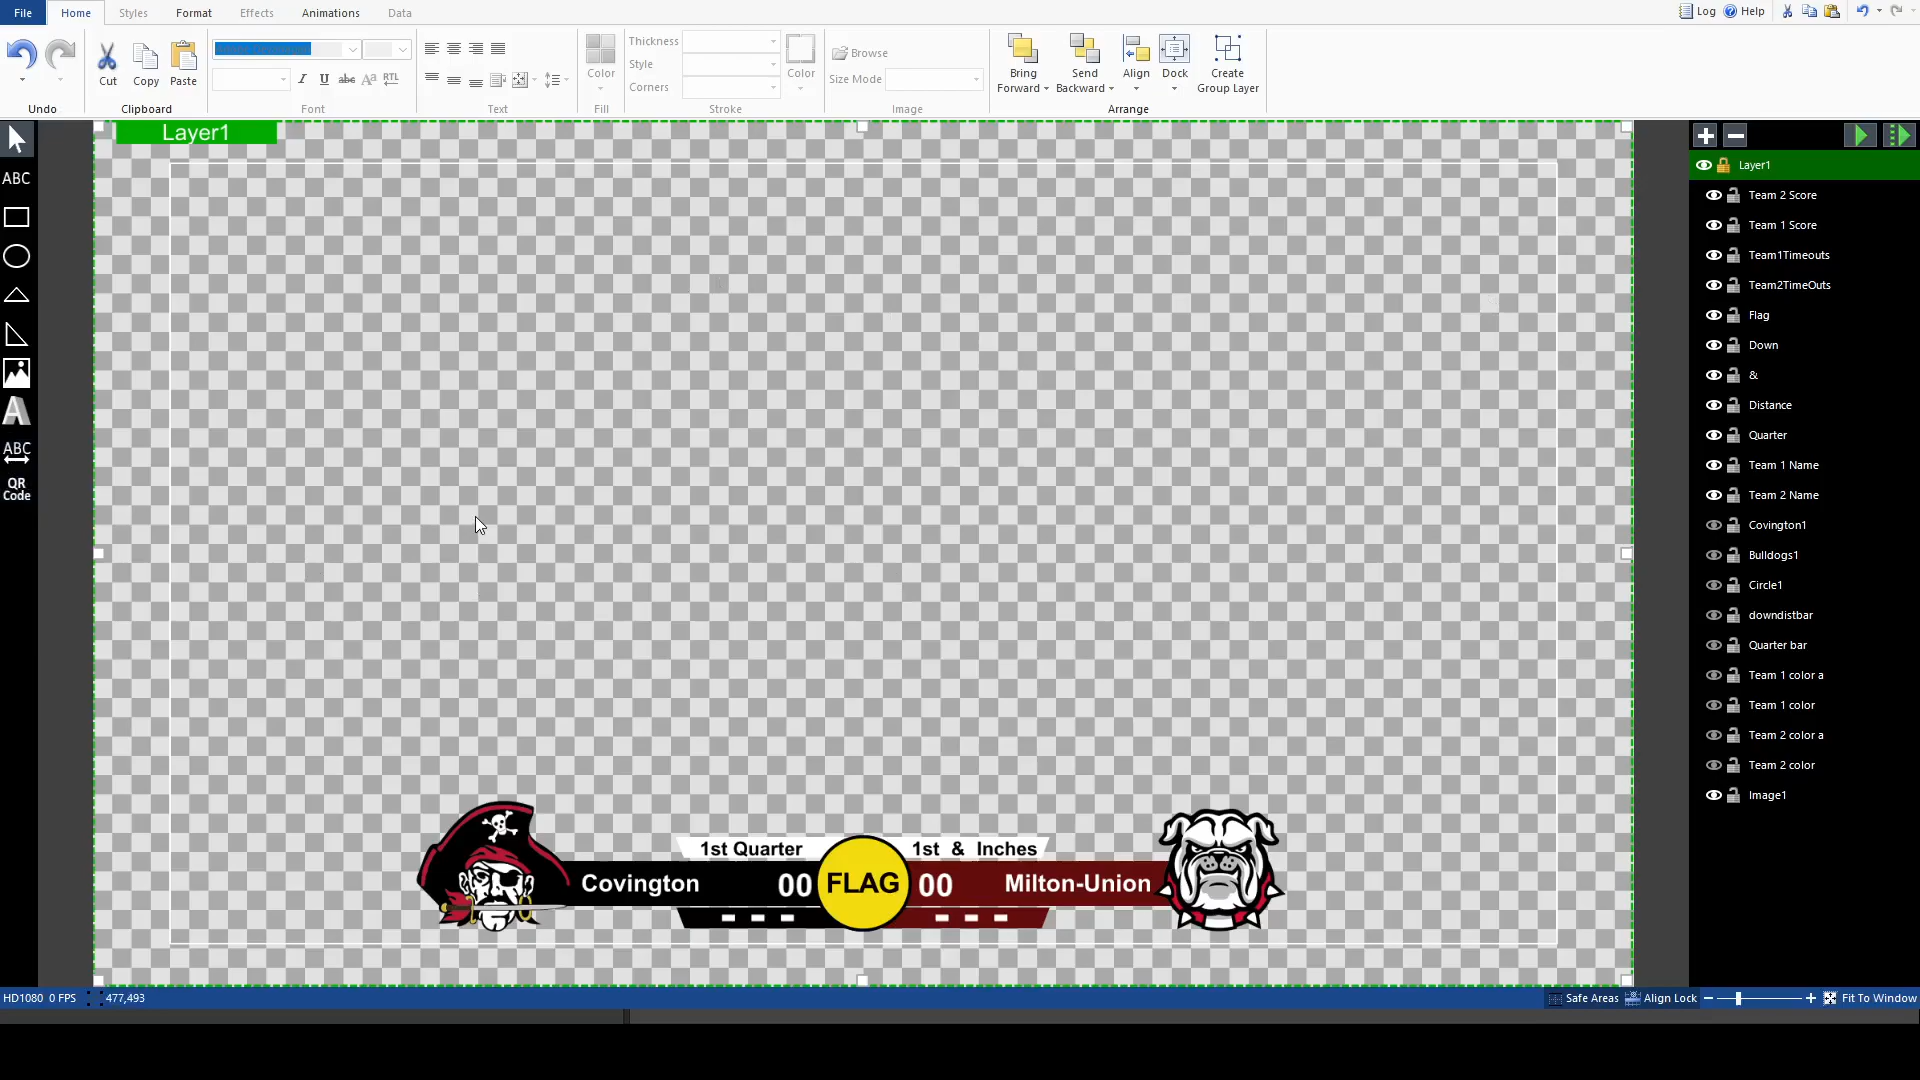 File Home Styles Format Effects Animations Data Log Help
Cut Copy Paste
ABC Aa RTL
Color
Thickness
Style
Corners
Color
Browse
Size Mode
Bring Forward Send Backward Align Dock Create Group Layer
Undo Clipboard Font Text Fill Stroke Image Arrange
Layer1
ABC
ABC
QR
Code
Layer1
Team 2 Score
Team 1 Score
Team1Timeouts
Team2TimeOuts
Flag
Down
&
Distance
Quarter
Team 1 Name
Team 2 Name
Covington1
Bulldogs1
Circle1
downdistbar
Quarter bar
Team 1 color a
Team 1 color
Team 2 color a
Team 2 color
Image1
1st Quarter 1st & Inches
Covington 00 FLAG 00 Milton-Union
HD1080 0 FPS 477,493 Safe Areas Align Lock Fit To Window